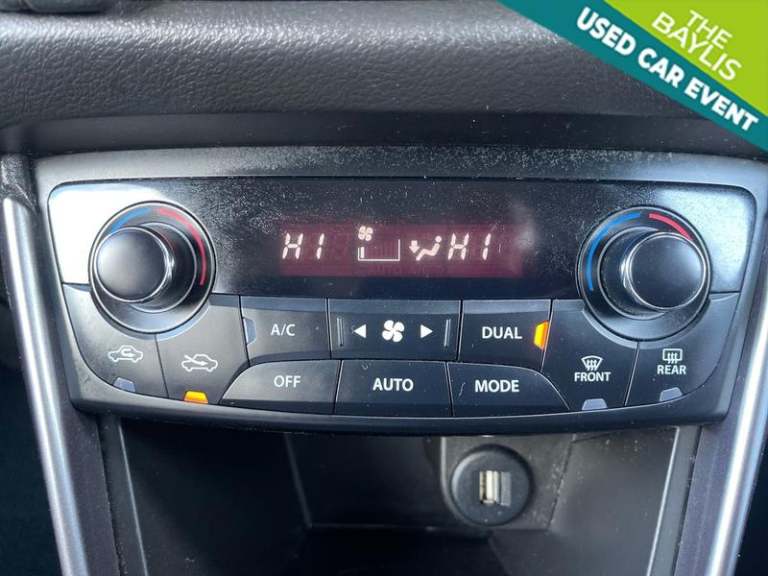 THE
BAYLIS
USED CAR EVENT
HI HI
A/C
DUAL
OFF
AUTO
MODE
FRONT
REAR